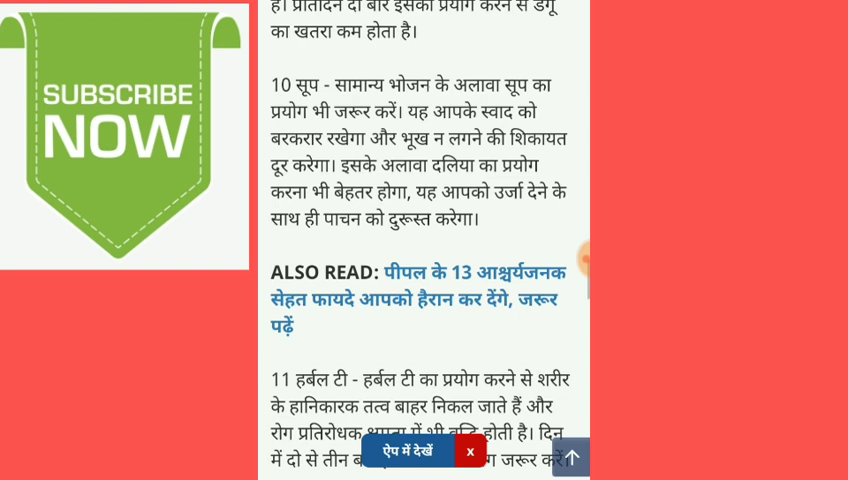 SUBSCRIBE
NOW
है। प्रतिदिन दो बार इसका प्रयोग करने से डेंगू
का खतरा कम होता है।
10 सूप - सामान्य भोजन के अलावा सूप का
प्रयोग भी जरूर करें। यह आपके स्वाद को
बरकरार रखेगा और भूख न लगने की शिकायत
दूर करेगा। इसके अलावा दलिया का प्रयोग
करना भी बेहतर होगा, यह आपको उर्जा देने के
साथ ही पाचन को दुरूस्त करेगा।
ALSO READ: पीपल के 13 आश्चर्यजनक
सेहत फायदे आपको हैरान कर देंगे, जरूर
पढ़ें
11 हर्बल टी - हर्बल टी का प्रयोग करने से शरीर
के हानिकारक तत्व बाहर निकल जाते हैं और
रोग प्रतिरोधक क्षमता में भी वृद्धि होती है। दिन
में दो से तीन जरूर करें।
ऐप में देखें x